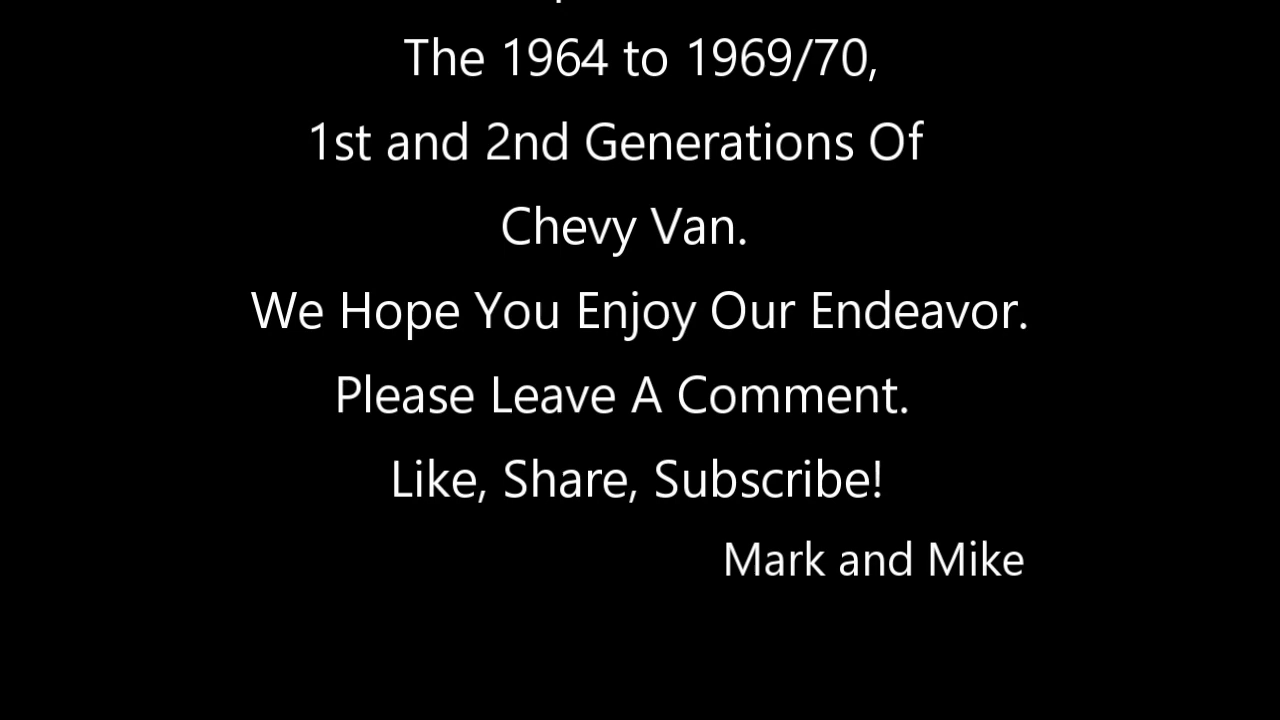 The 1964 to 1969/70,
1st and 2nd Generations Of
Chevy Van.
We Hope You Enjoy Our Endeavor.
Please Leave A Comment.
Like, Share, Subscribe!
Mark and Mike